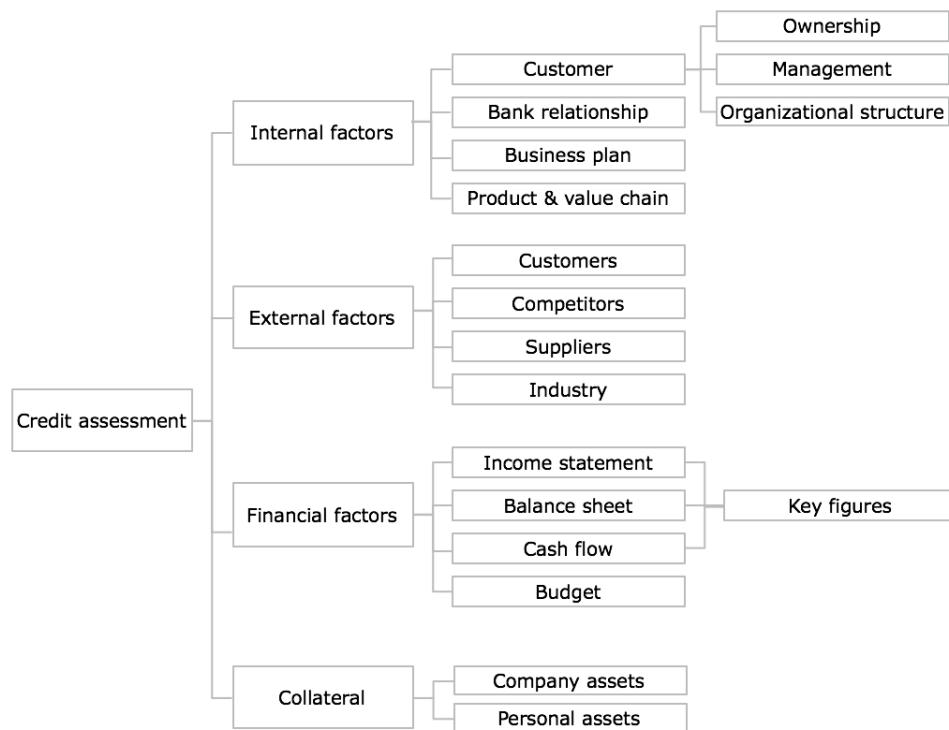 Credit assessment
Internal factors
Customer
Ownership
Management
Organizational structure
Bank relationship
Business plan
Product & value chain
External factors
Customers
Competitors
Suppliers
Industry
Financial factors
Income statement
Balance sheet
Cash flow
Key figures
Budget
Collateral
Company assets
Personal assets